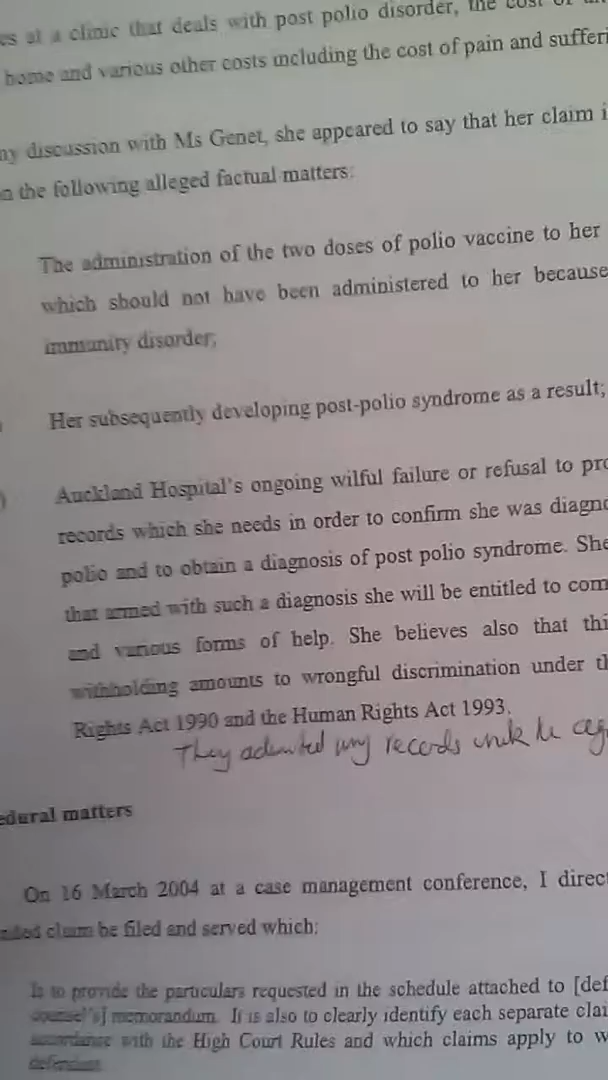 es at a clinic that deals with post polio disorder, the cost of
home and various other costs including the cost of pain and sufferi
ny discussion with Ms Genet, she appeared to say that her claim i
n the following alleged factual matters:
The administration of the two doses of polio vaccine to her
which should not have been administered to her because
immunity disorder;
Her subsequently developing post-polio syndrome as a result;
)
Auckland Hospital's ongoing wilful failure or refusal to pro
records which she needs in order to confirm she was diagno
polio and to obtain a diagnosis of post polio syndrome. She
that armed with such a diagnosis she will be entitled to com
and various forms of help. She believes also that thi
withholding amounts to wrongful discrimination under th
Rights Act 1990 and the Human Rights Act 1993.
They admitted my records
edural matters
On 16 March 2004 at a case management conference, I direct
nded claim be filed and served which:
Is to provide the particulars requested in the schedule attached to [def
counsel's] memorandum. It is also to clearly identify each separate clai
accordance with the High Court Rules and which claims apply to w
defendant.